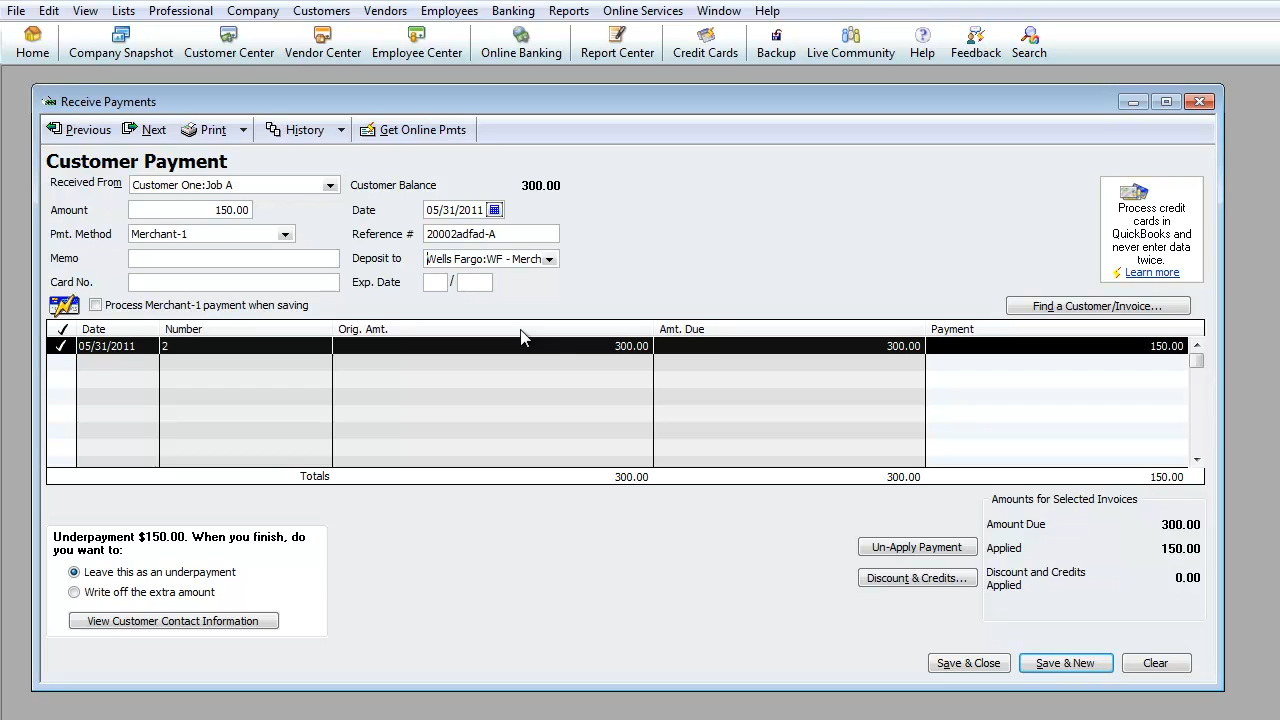 File Edit View Lists Professional Company Customers Vendors Employees Banking Reports Online Services Window Help
Home Company Snapshot Customer Center Vendor Center Employee Center Online Banking Report Center Credit Cards Backup Live Community Help Feedback Search
Receive Payments
Previous Next Print History Get Online Pmts
Customer Payment
Received From Customer One:Job A Customer Balance 300.00
Amount 150.00 Date 05/31/2011
Pmt. Method Merchant-1 Reference # 20002adfad-A
Memo Deposit to Wells Fargo:WF - Merch
Card No. Exp. Date /
Process credit
cards in
QuickBooks and
never enter data
twice.
Learn more
Process Merchant-1 payment when saving Find a Customer/Invoice...
Date Number Orig. Amt. Amt. Due Payment
05/31/2011 2 300.00 300.00 150.00
Totals 300.00 300.00 150.00
Underpayment $150.00. When you finish, do
you want to:
Leave this as an underpayment
Write off the extra amount
View Customer Contact Information
Un-Apply Payment
Discount & Credits...
Amounts for Selected Invoices
Amount Due 300.00
Applied 150.00
Discount and Credits
Applied 0.00
Save & Close Save & New Clear